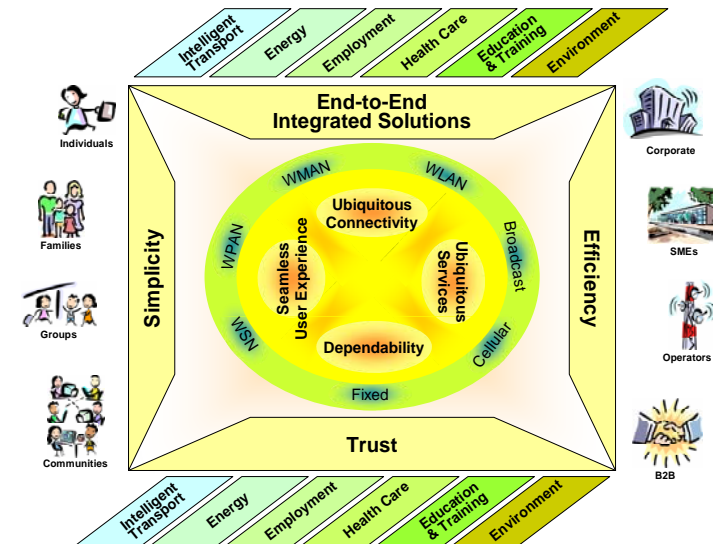 Intelligent
Transport
Energy
Employment
Health Care
Education
& Training
Environment
End-to-End
Integrated Solutions
Individuals
Corporate
WMAN
WLAN
Ubiquitous
Connectivity
Families
SMEs
WPAN
Broadcast
Simplicity
Seamless
User Experience
Ubiquitous
Services
Efficiency
Groups
Operators
WSN
Cellular
Dependability
Fixed
Communities
B2B
Trust
Intelligent
Transport
Energy
Employment
Health Care
Education
& Training
Environment